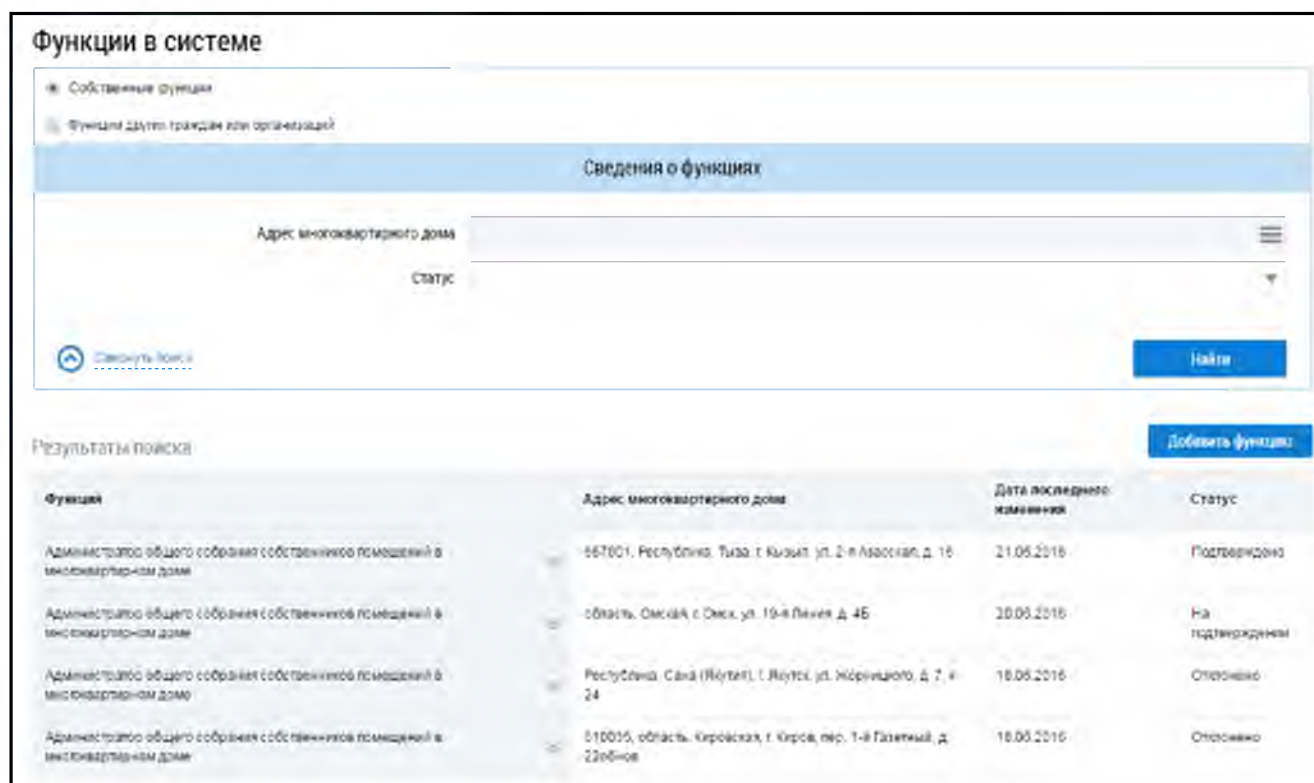 Функции в системе
Собственные функции
Функции других граждан или организаций
Сведения о функциях
Адрес многоквартирного дома
Статус
Свернуть поиск
Найти
Результаты поиска
Добавить функцию
Функция Адрес многоквартирного дома Дата последнего изменения Статус
Администратор общего собрания собственников помещений в
многоквартирном доме
667001, Республика. Тыва, г. Кызыл, ул. 2-я д. 16
21.06.2016
Подтверждено
Администратор общего собрания собственников помещений в
многоквартирном доме
область. Омская, г. Омск, ул. 19-я Линия, д. 4Б
20.06.2016
На
подтверждении
Администратор общего собрания собственников помещений в
многоквартирном доме
Республика. Саха (Якутия), г. Якутск, ул. Жорницкого, д. 7, к
24
16.06.2016
Отклонено
Администратор общего собрания собственников помещений в
многоквартирном доме
610035, область. Кировская, г. Киров, пер. 1-й Газетный, д.
16.06.2016
Отклонено